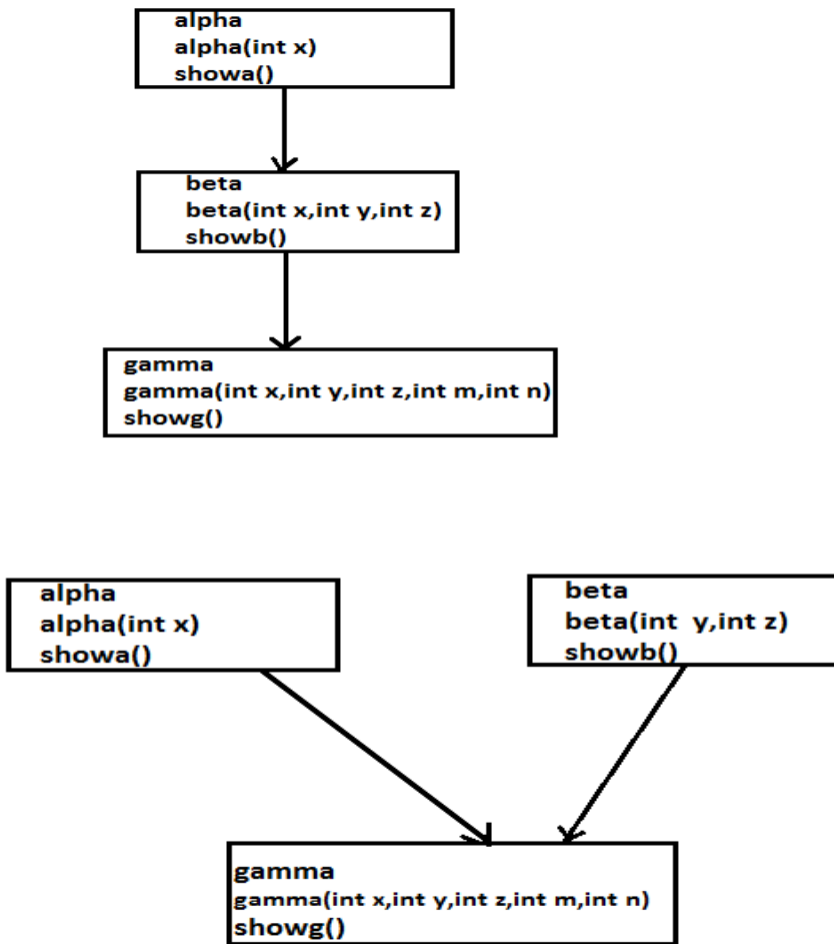 alpha
alpha(int x)
showa()
beta
beta(int x,int y,int z)
showb()
gamma
gamma(int x,int y,int z,int m,int n)
showg()
alpha
alpha(int x)
showa()
beta
beta(int  y,int z)
showb()
gamma
gamma(int x,int y,int z,int m,int n)
showg()